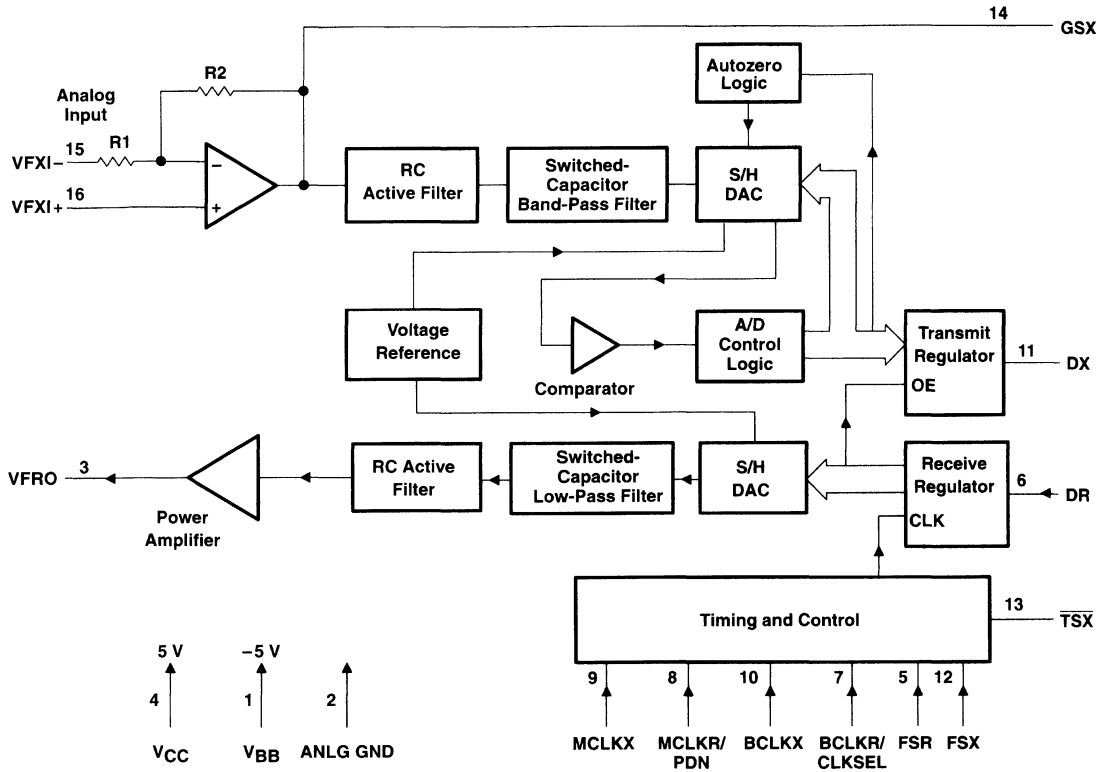 14
GSX
R2
Autozero
Logic
Analog
Input
15
R1
VFXI−
−
16
VFXI+
+
RC
Active Filter
Switched-
Capacitor
Band-Pass Filter
S/H
DAC
Voltage
Reference
Comparator
A/D
Control
Logic
Transmit
Regulator
OE
11
DX
VFRO
3
Power
Amplifier
RC Active
Filter
Switched-
Capacitor
Low-Pass Filter
S/H
DAC
Receive
Regulator
CLK
6
DR
Timing and Control
13
TSX
9
8
10
7
5
12
MCLKX
MCLKR/
PDN
BCLKX
BCLKR/
CLKSEL
FSR
FSX
5 V
−5 V
4
1
2
VCC
VBB
ANLG GND